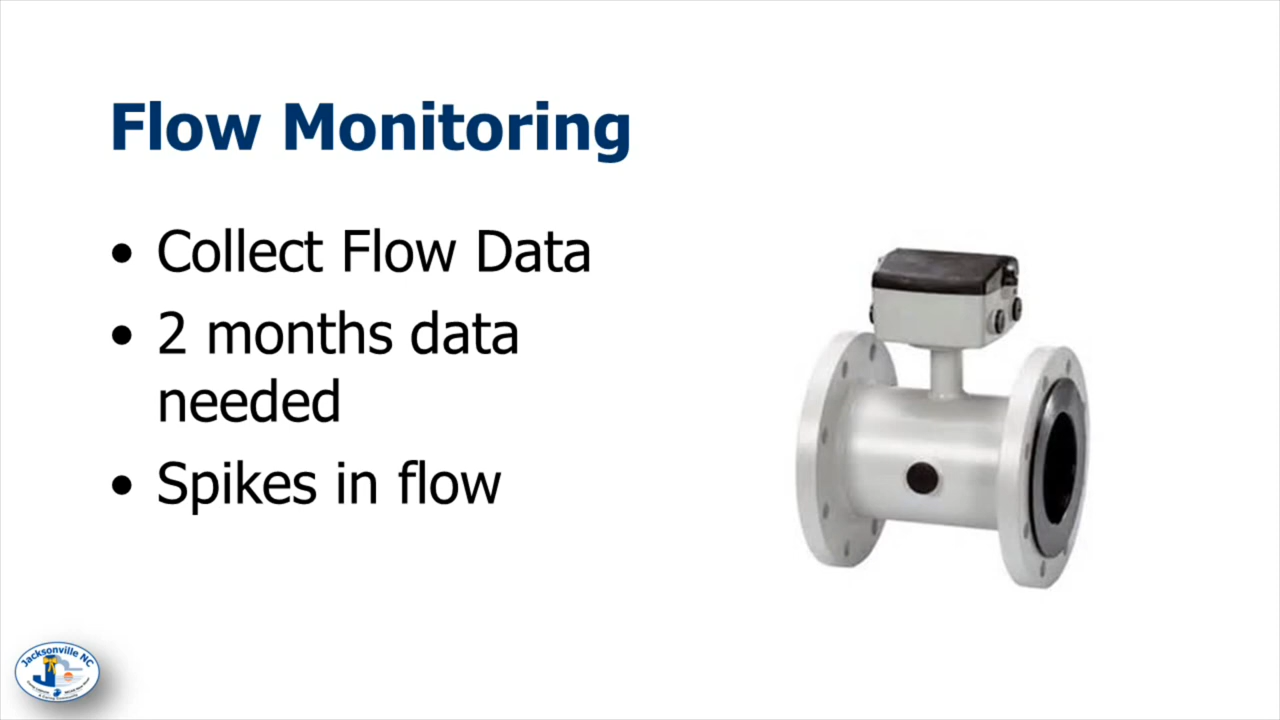 Flow Monitoring
• Collect Flow Data
• 2 months data
needed
• Spikes in flow
Jacksonville NC